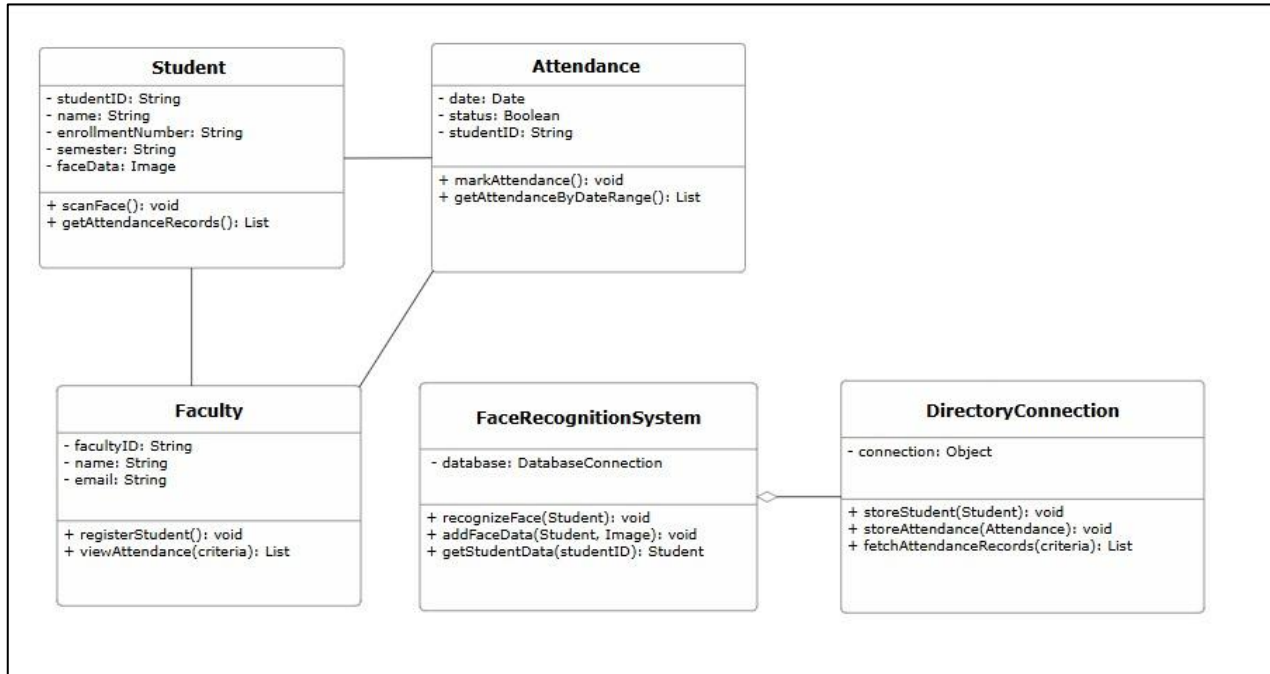 Student
- studentID: String
- name: String
- enrollmentNumber: String
- semester: String
- faceData: Image
+ scanFace(): void
+ getAttendanceRecords(): List
Attendance
- date: Date
- status: Boolean
- studentID: String
+ markAttendance(): void
+ getAttendanceByDateRange(): List
Faculty
- facultyID: String
- name: String
- email: String
+ registerStudent(): void
+ viewAttendance(criteria): List
FaceRecognitionSystem
- database: DatabaseConnection
+ recognizeFace(Student): void
+ addFaceData(Student, Image): void
+ getStudentData(studentID): Student
DirectoryConnection
- connection: Object
+ storeStudent(Student): void
+ storeAttendance(Attendance): void
+ fetchAttendanceRecords(criteria): List